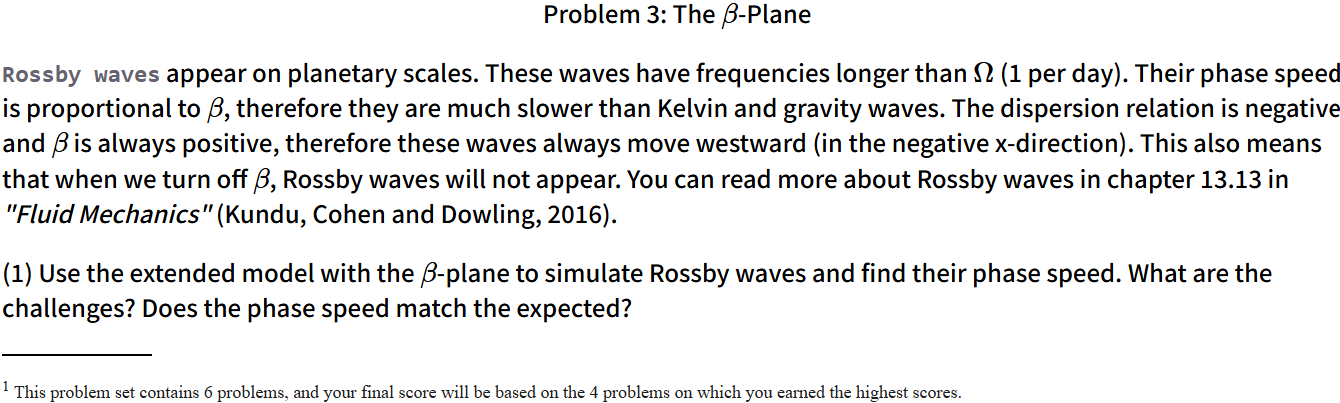 Problem 3: The β-Plane
Rossby waves appear on planetary scales. These waves have frequencies longer than Ω (1 per day). Their phase speed
is proportional to β, therefore they are much slower than Kelvin and gravity waves. The dispersion relation is negative
and β is always positive, therefore these waves always move westward (in the negative x-direction). This also means
that when we turn off β, Rossby waves will not appear. You can read more about Rossby waves in chapter 13.13 in
"Fluid Mechanics" (Kundu, Cohen and Dowling, 2016).
(1) Use the extended model with the β-plane to simulate Rossby waves and find their phase speed. What are the
challenges? Does the phase speed match the expected?
1 This problem set contains 6 problems, and your final score will be based on the 4 problems on which you earned the highest scores.